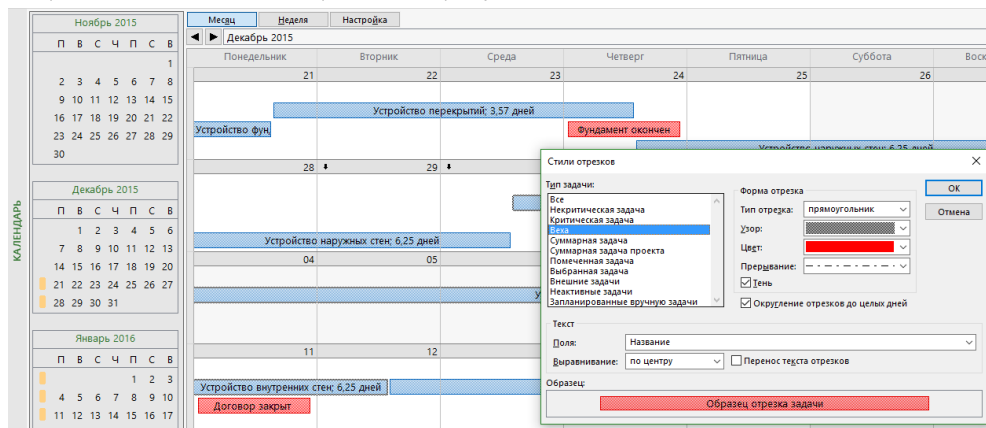 КАЛЕНДАРЬ
Ноябрь 2015
П В С Ч П С В
1
2 3 4 5 6 7 8
9 10 11 12 13 14 15
16 17 18 19 20 21 22
23 24 25 26 27 28 29
30
Декабрь 2015
П В С Ч П С В
1 2 3 4 5 6
7 8 9 10 11 12 13
14 15 16 17 18 19 20
21 22 23 24 25 26 27
28 29 30 31
Январь 2016
П В С Ч П С В
1 2 3
4 5 6 7 8 9 10
11 12 13 14 15 16 17
Месяц Неделя Настройка
Декабрь 2015
Понедельник Вторник Среда Четверг Пятница Суббота Воск
21 22 23 24 25 26
Устройство перекрытий; 3,57 дней
Устройство фун, Фундамент окончен
Устройство наружных стен; 6,25 дней
28 29
Устройство наружных стен; 6,25 дней
04 05
У
11 12
Устройство внутренних стен; 6,25 дней
Договор закрыт
Стили отрезков
Тип задачи:
Все
Некритическая задача
Критическая задача
Веха
Суммарная задача
Суммарная задача проекта
Помеченная задача
Выбранная задача
Внешние задачи
Неактивные задачи
Запланированные вручную задачи
Форма отрезка
Тип отрезка: прямоугольник
Узор:
Цвет:
Прерывание:
Тень
Округление отрезков до целых дней
ОК
Отмена
Текст
Поля: Название
Выравнивание: по центру Перенос текста отрезков
Образец:
Образец отрезка задачи